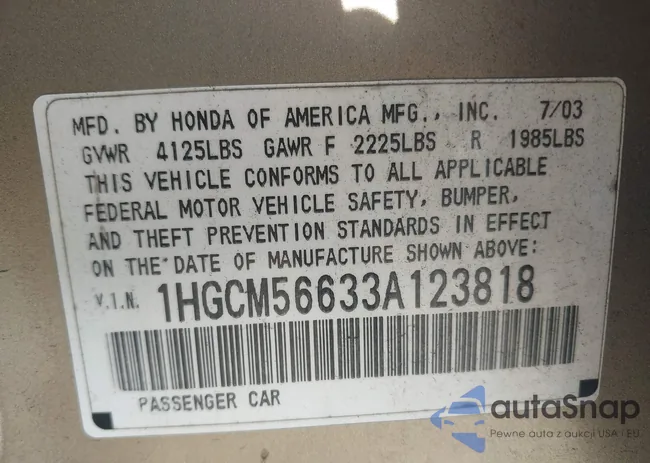 MFD. BY HONDA OF AMERICA MFG., INC. 7/03
GVWR 4125LBS GAWR F 2225LBS R 1985LBS
THIS VEHICLE CONFORMS TO ALL APPLICABLE
FEDERAL MOTOR VEHICLE SAFETY, BUMPER,
AND THEFT PREVENTION STANDARDS IN EFFECT
ON THE DATE OF MANUFACTURE SHOWN ABOVE:
V.I.N. 1HGCM56633A123818
PASSENGER CAR
autaSnap
Pewne auta z aukcji USA i EU